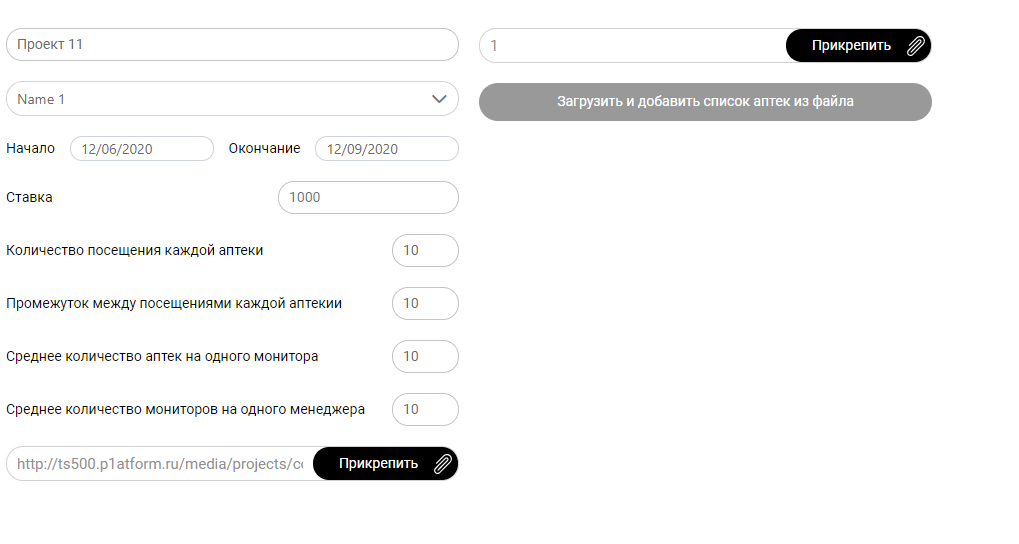 Проект 11
Name 1
Начало 12/06/2020 Окончание 12/09/2020
Ставка 1000
Количество посещения каждой аптеки 10
Промежуток между посещениями каждой аптекии 10
Среднее количество аптек на одного монитора 10
Среднее количество мониторов на одного менеджера 10
http://ts500.p1atform.ru/media/projects/co Прикрепить
1 Прикрепить
Загрузить и добавить список аптек из файла